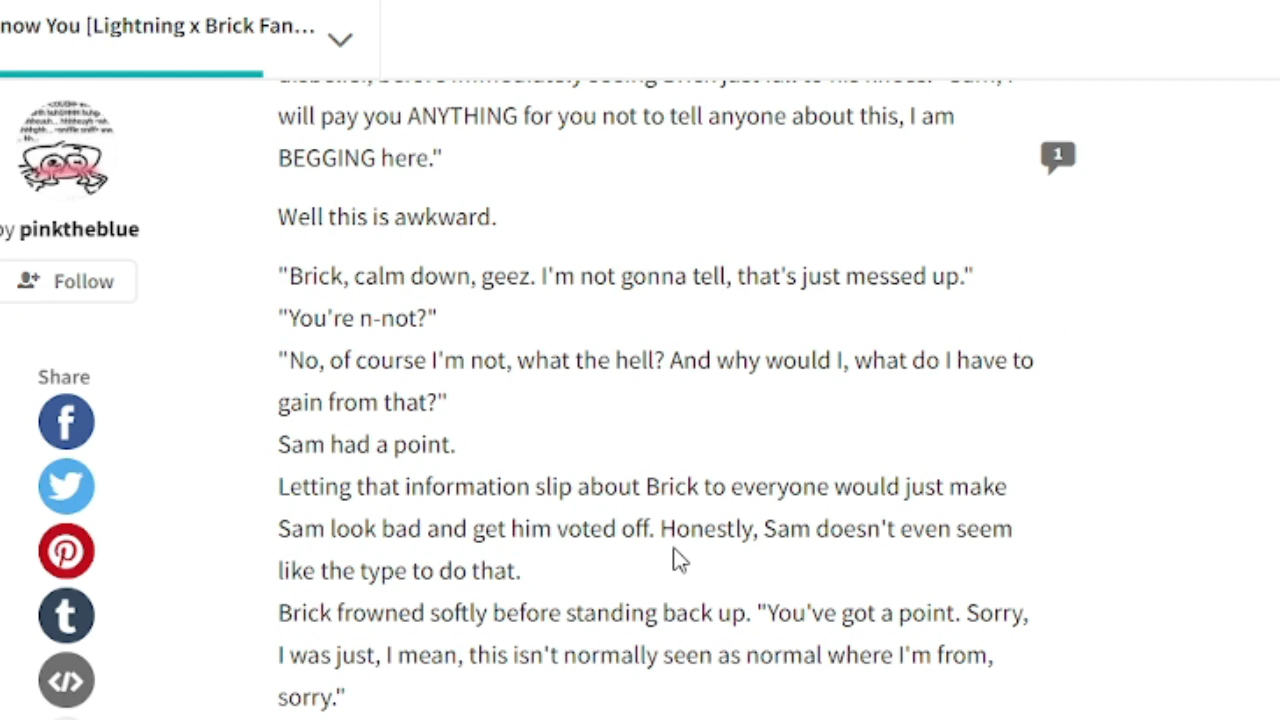 now You [Lightning x Brick Fan...
will pay you ANYTHING for you not to tell anyone about this, I am
BEGGING here."
1
Well this is awkward.
by pinktheblue
"Brick, calm down, geez. I'm not gonna tell, that's just messed up."
Follow
"You're n-not?"
"No, of course I'm not, what the hell? And why would I, what do I have to
Share
gain from that?"
Sam had a point.
Letting that information slip about Brick to everyone would just make
Sam look bad and get him voted off. Honestly, Sam doesn't even seem
like the type to do that.
Brick frowned softly before standing back up. "You've got a point. Sorry,
I was just, I mean, this isn't normally seen as normal where I'm from,
sorry."